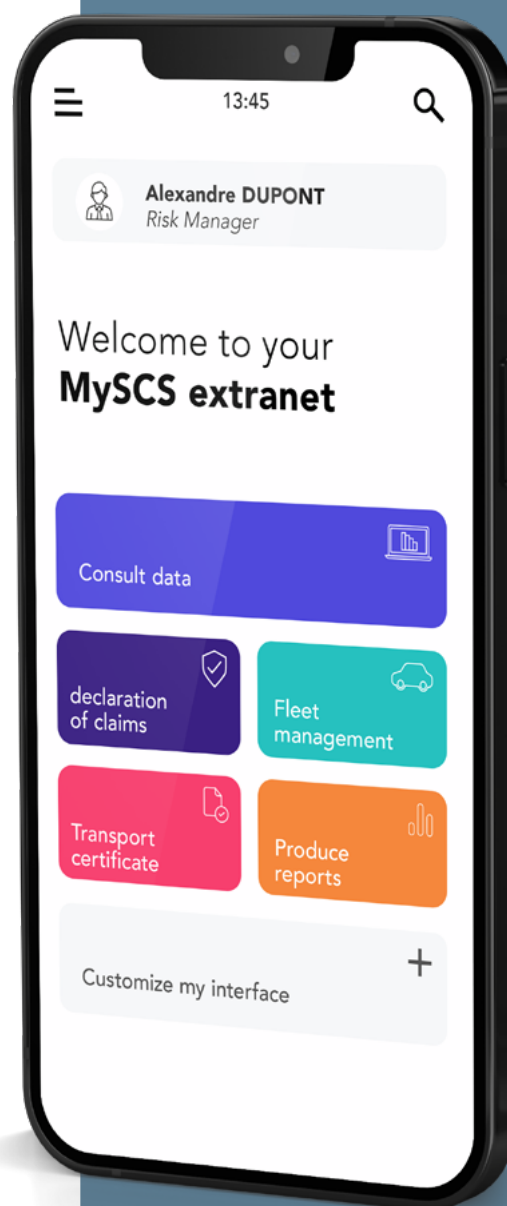 13:45
Alexandre DUPONT
Risk Manager
Welcome to your
MySCS extranet
Consult data
declaration
of claims
Fleet
management
Transport
certificate
Produce
reports
Customize my interface